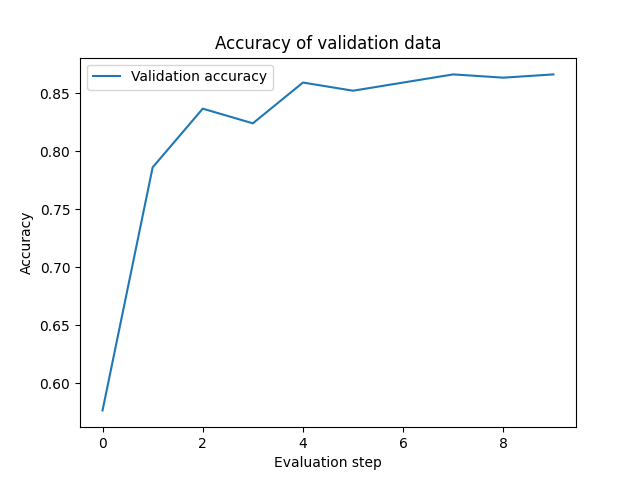 Accuracy of validation data
Validation accuracy
0.85
0.80
0.75
0.70
0.65
0.60
Accuracy
0 2 4 6 8
Evaluation step